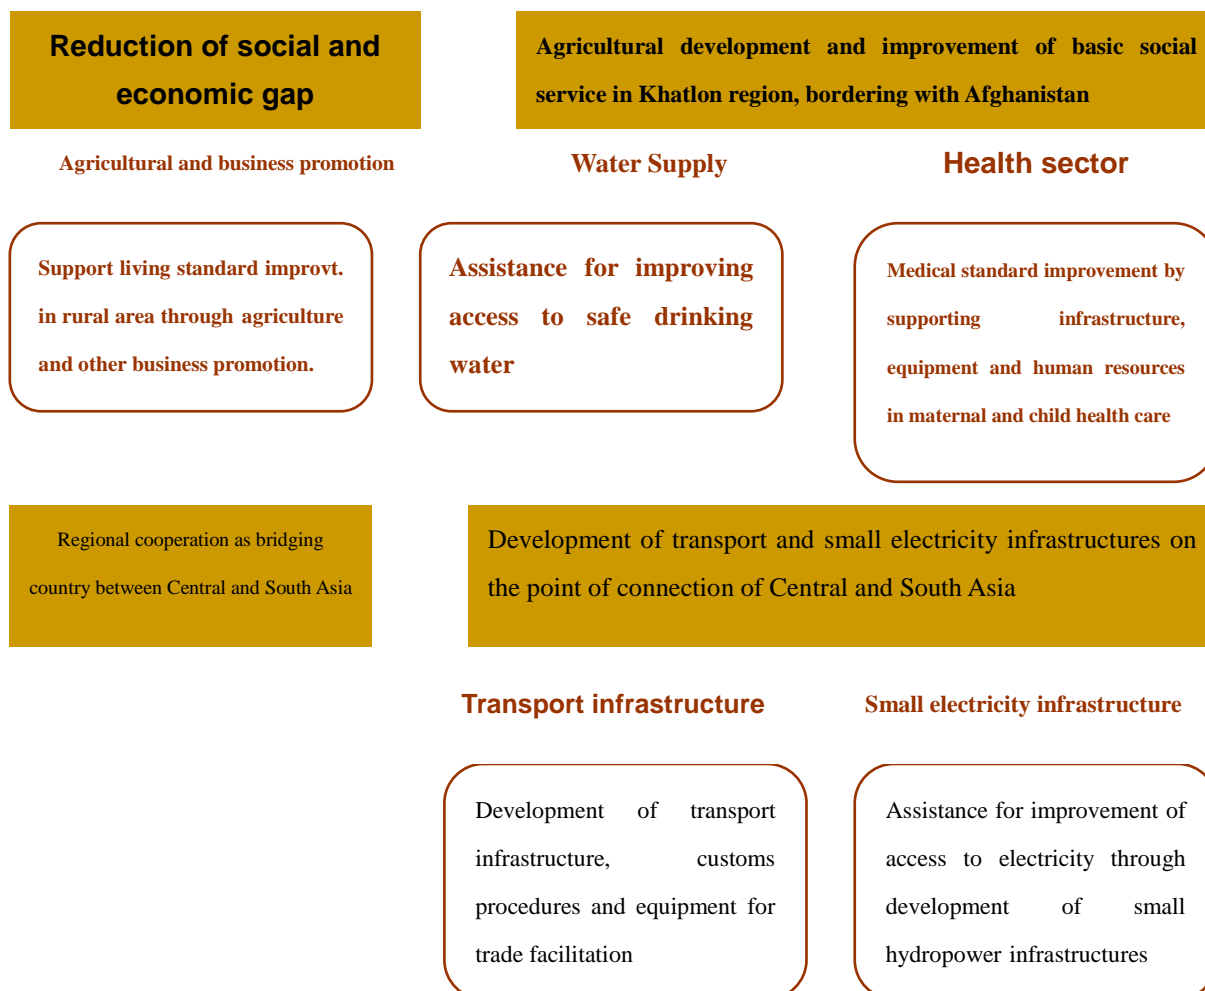 Reduction of social and
economic gap
Agricultural development and improvement of basic social
service in Khatlon region, bordering with Afghanistan
Agricultural and business promotion
Water Supply
Health sector
Support living standard improvt.
in rural area through agriculture
and other business promotion.
Assistance for improving
access to safe drinking
water
Medical standard improvement by
supporting infrastructure,
equipment and human resources
in maternal and child health care
Regional cooperation as bridging
country between Central and South Asia
Development of transport and small electricity infrastructures on
the point of connection of Central and South Asia
Transport infrastructure
Small electricity infrastructure
Development of transport
infrastructure, customs
procedures and equipment for
trade facilitation
Assistance for improvement of
access to electricity through
development of small
hydropower infrastructures